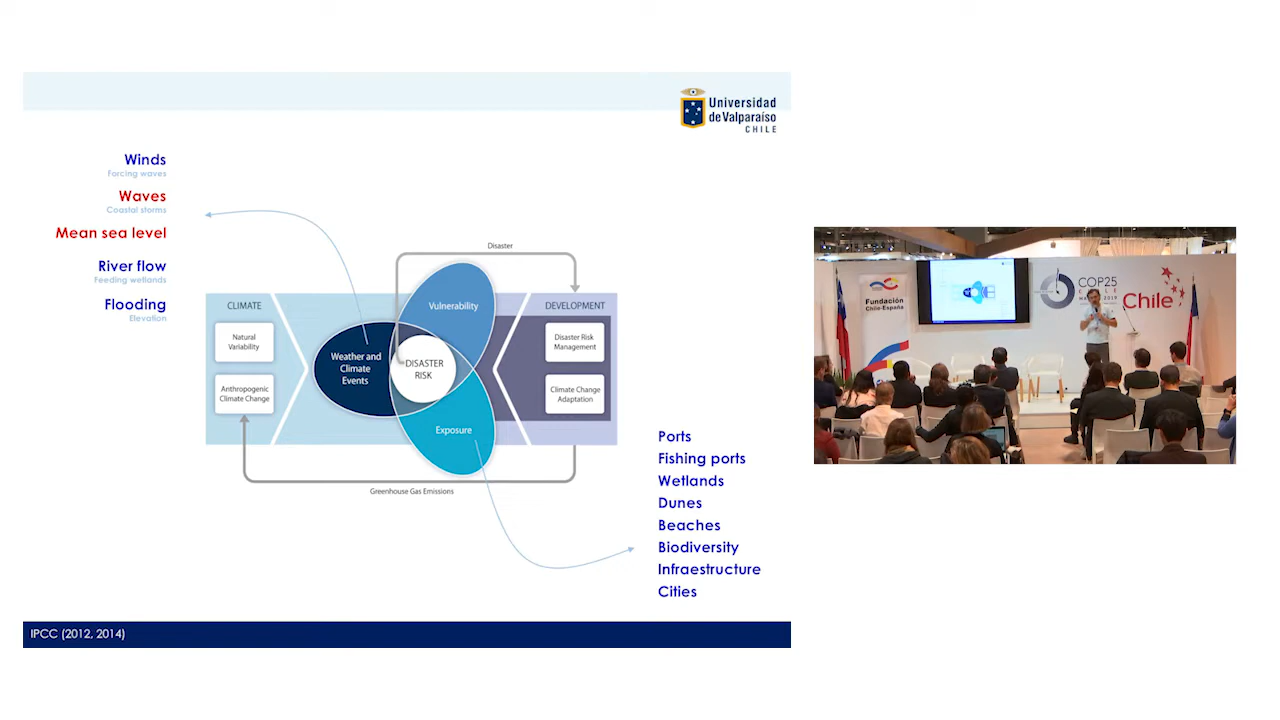 Universidad
de Valparaíso
CHILE
Winds
Forcing waves
Waves
Coastal storms
Mean sea level
River flow
Feeding wetlands
Flooding
Elevation
Disaster
CLIMATE
Natural
Variability
Anthropogenic
Climate Change
Vulnerability
Weather and
Climate
Events
DISASTER
RISK
Exposure
DEVELOPMENT
Disaster Risk
Management
Climate Change
Adaptation
Greenhouse Gas Emissions
Ports
Fishing ports
Wetlands
Dunes
Beaches
Biodiversity
Infraestructure
Cities
IPCC (2012, 2014)
Fundación
Chile-España
COP25
CHILE
Chile